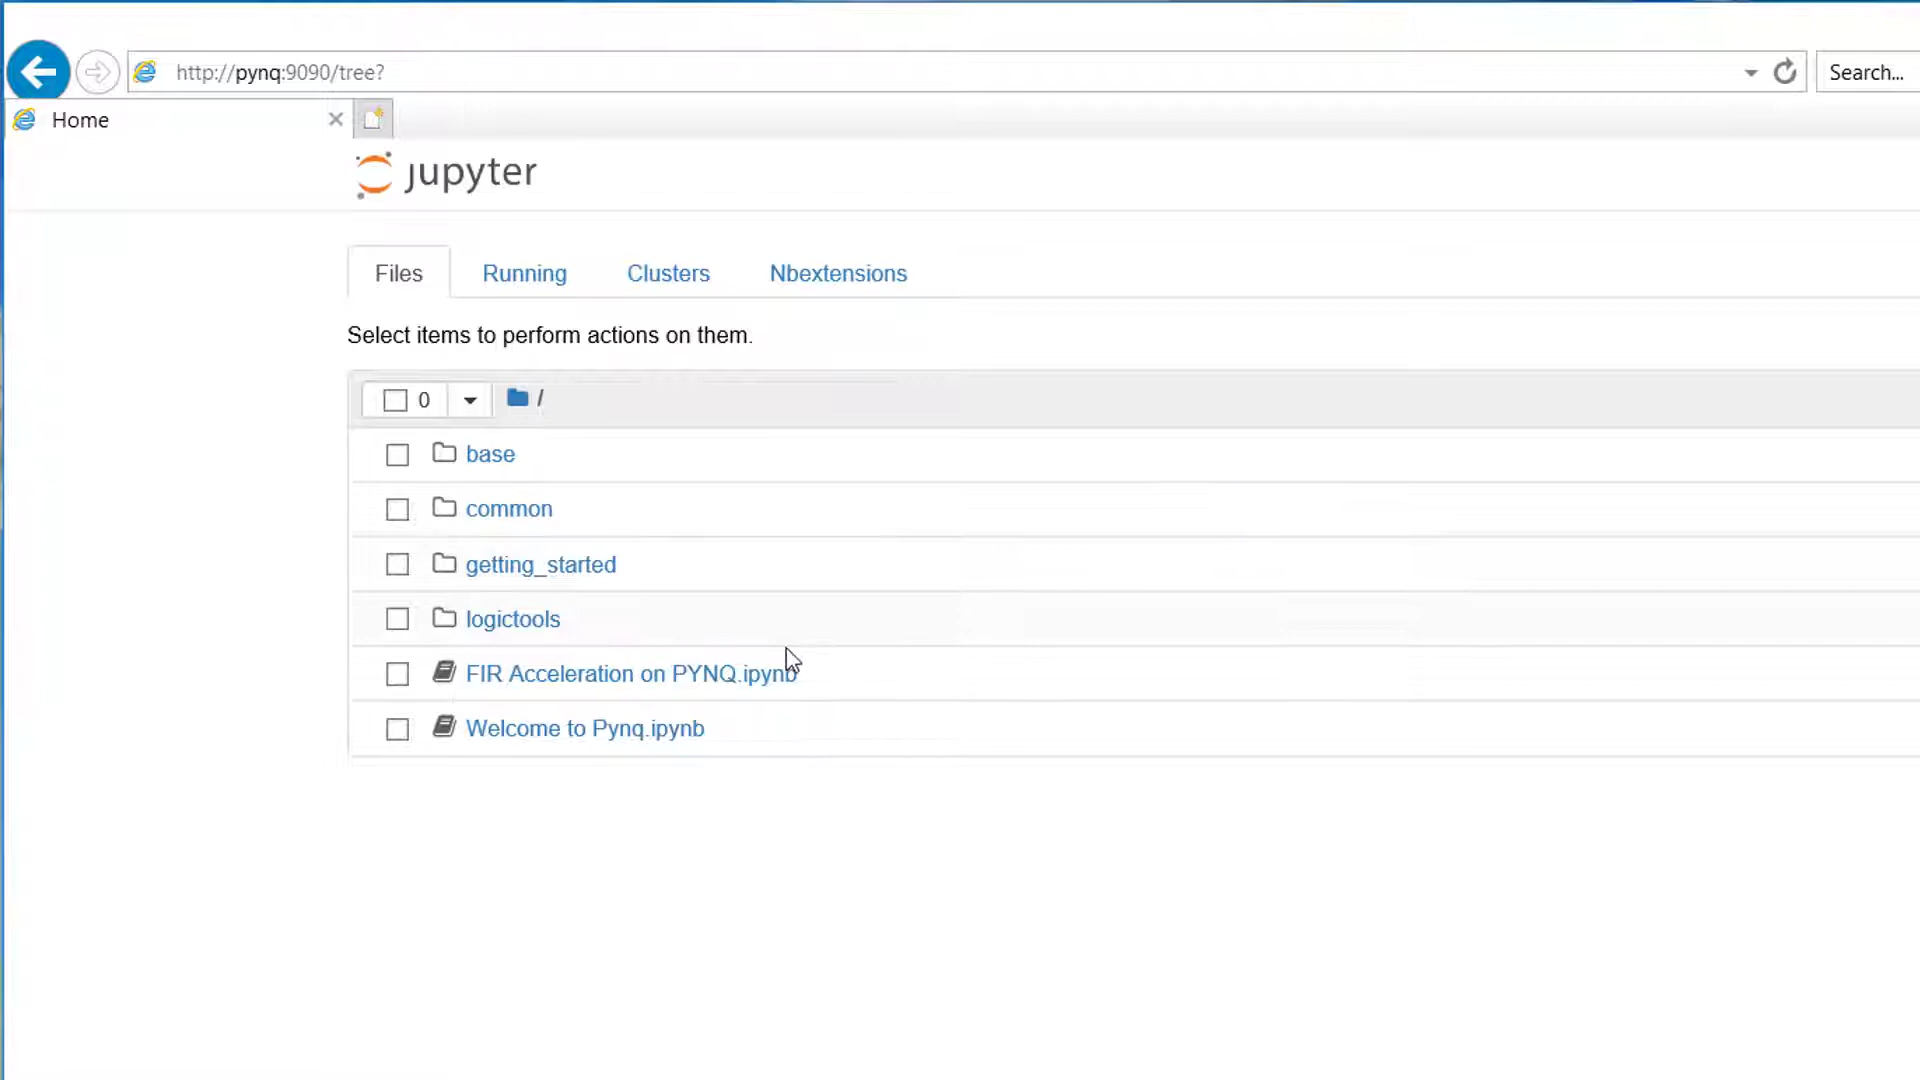 http://pynq:9090/tree?
Search...
Home
jupyter
Files Running Clusters Nbextensions
Select items to perform actions on them.
0 /
base
common
getting_started
logictools
FIR Acceleration on PYNQ.ipynb
Welcome to Pynq.ipynb